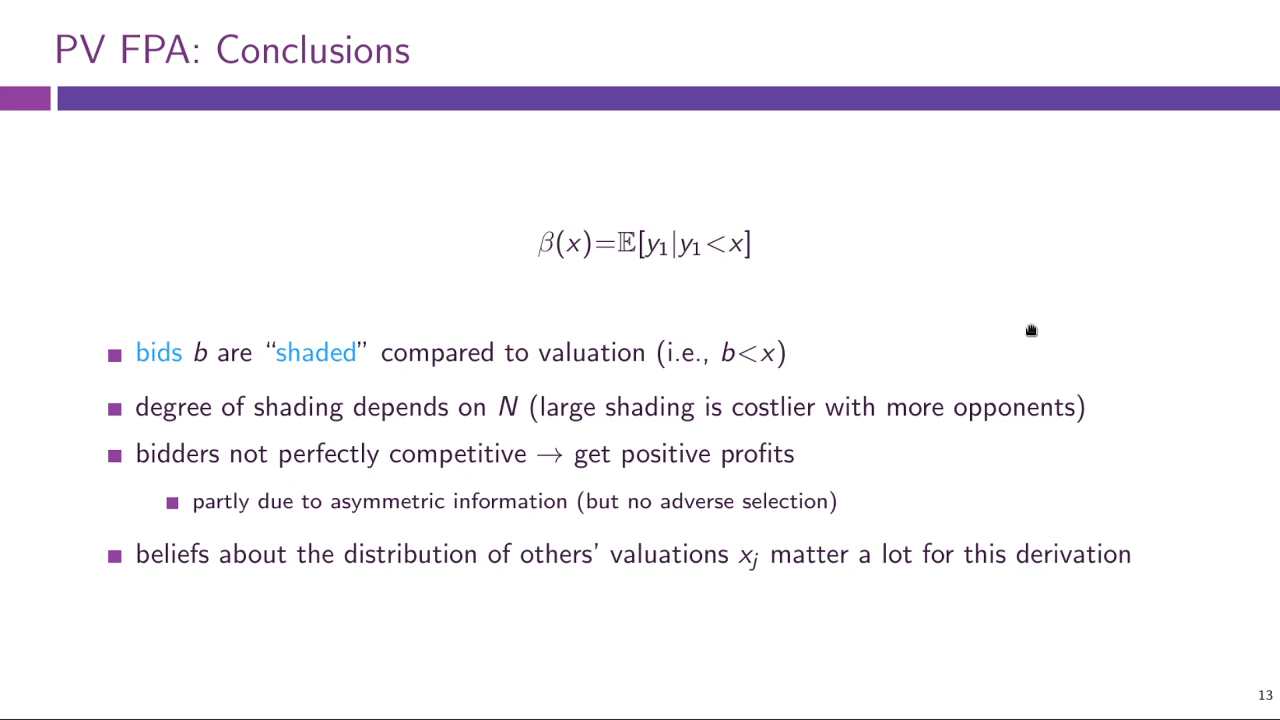 PV FPA: Conclusions
β(x)=𝔼[y₁|y₁<x]
bids b are “shaded” compared to valuation (i.e., b<x)
degree of shading depends on N (large shading is costlier with more opponents)
bidders not perfectly competitive → get positive profits
partly due to asymmetric information (but no adverse selection)
beliefs about the distribution of others’ valuations xⱼ matter a lot for this derivation
13